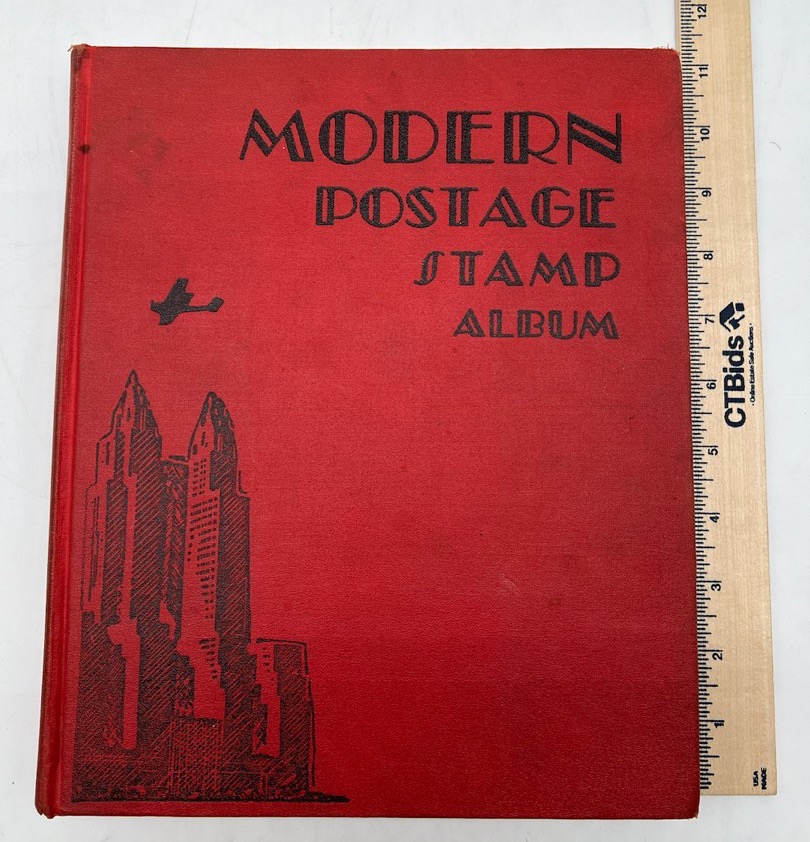 MODERN
POSTAGE
STAMP
ALBUM
12
11
10
9
8
7
6
5
4
3
2
1
CTBids
- Online Estate Sale Auctions -
USA
MADE